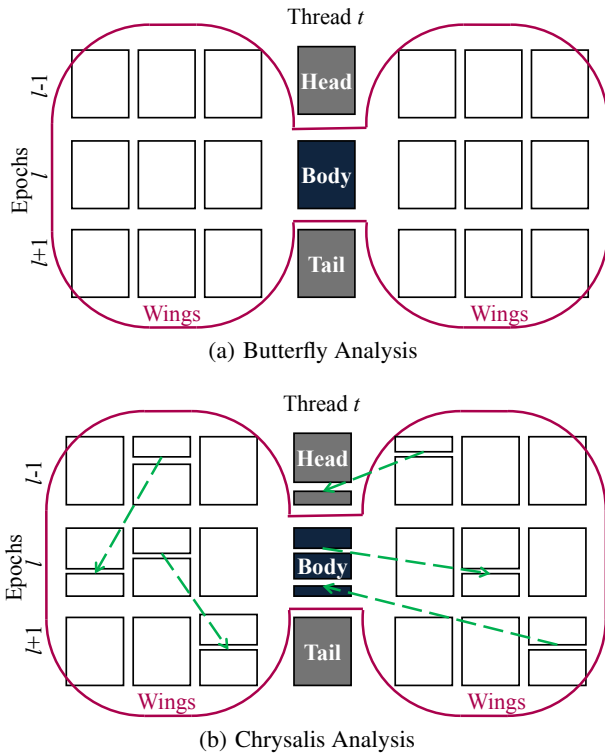 Thread t
l-1
Head
Epochs
l
Body
l+1
Tail
Wings
Wings
(a) Butterfly Analysis
Thread t
l-1
Head
Epochs
l
Body
l+1
Tail
Wings
Wings
(b) Chrysalis Analysis